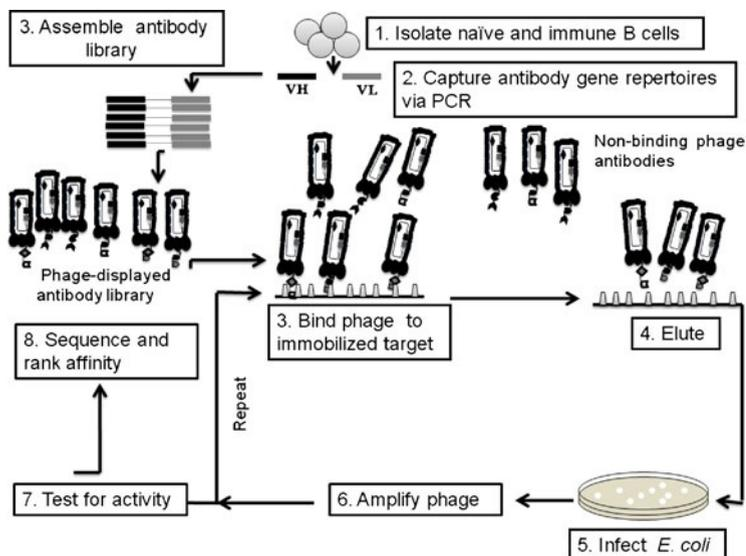 3. Assemble antibody
library
1. Isolate naïve and immune B cells
VH
VL
2. Capture antibody gene repertoires
via PCR
Non-binding phage
antibodies
Phage-displayed
antibody library
3. Bind phage to
immobilized target
4. Elute
8. Sequence and
rank affinity
Repeat
7. Test for activity
6. Amplify phage
5. Infect E. coli